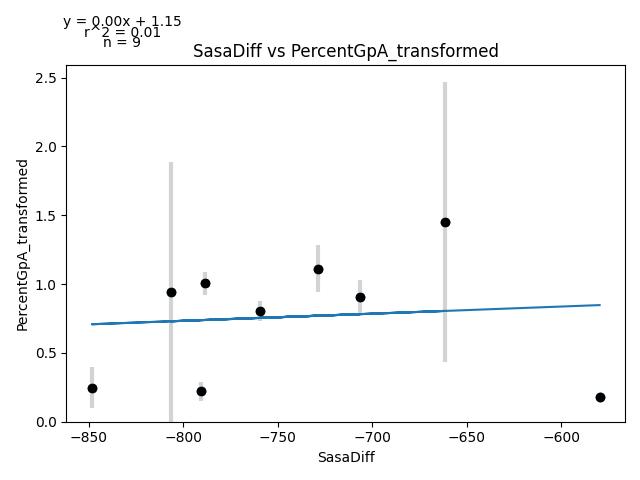 y = 0.00x + 1.15
r^2 = 0.01
n = 9
SasaDiff vs PercentGpA_transformed
PercentGpA_transformed
2.5
2.0
1.5
1.0
0.5
0.0
−850
−800
−750
−700
−650
−600
SasaDiff